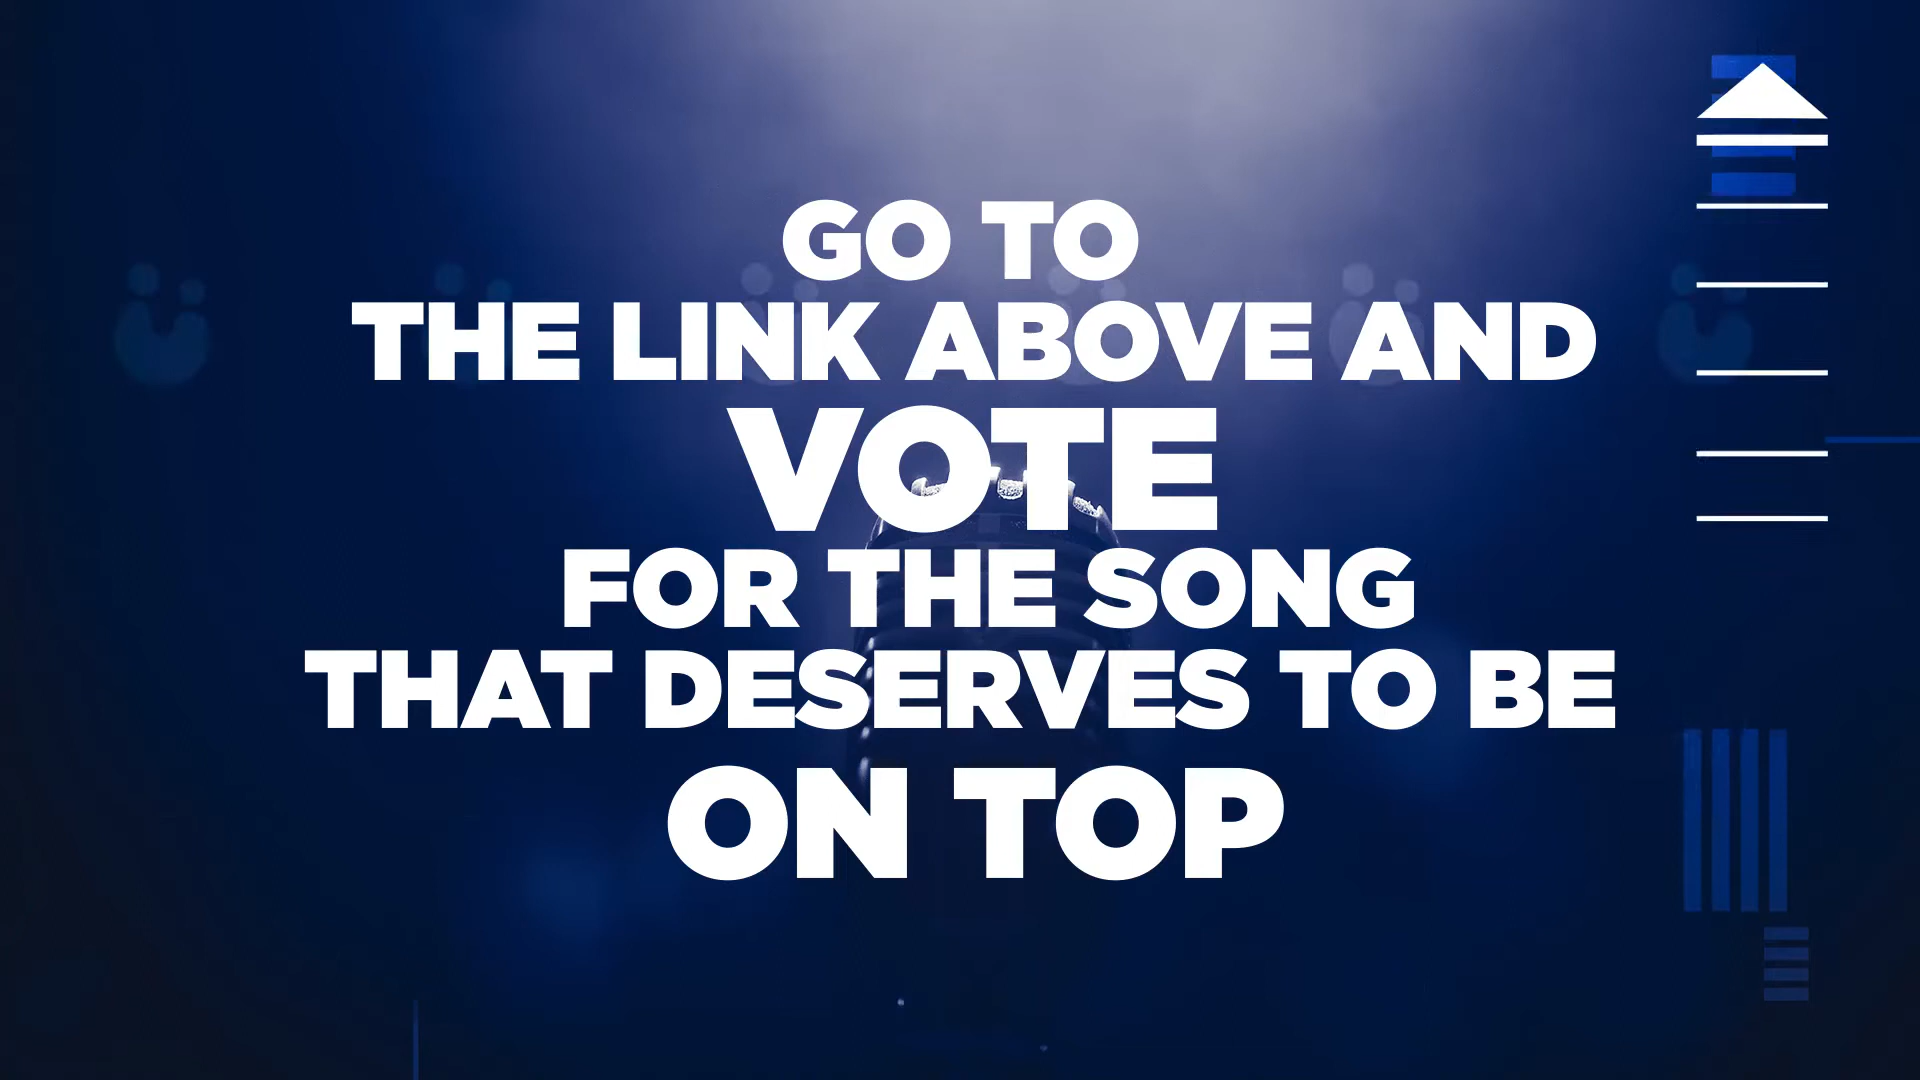 GO TO
THE LINK ABOVE AND
VOTE
FOR THE SONG
THAT DESERVES TO BE
ON TOP